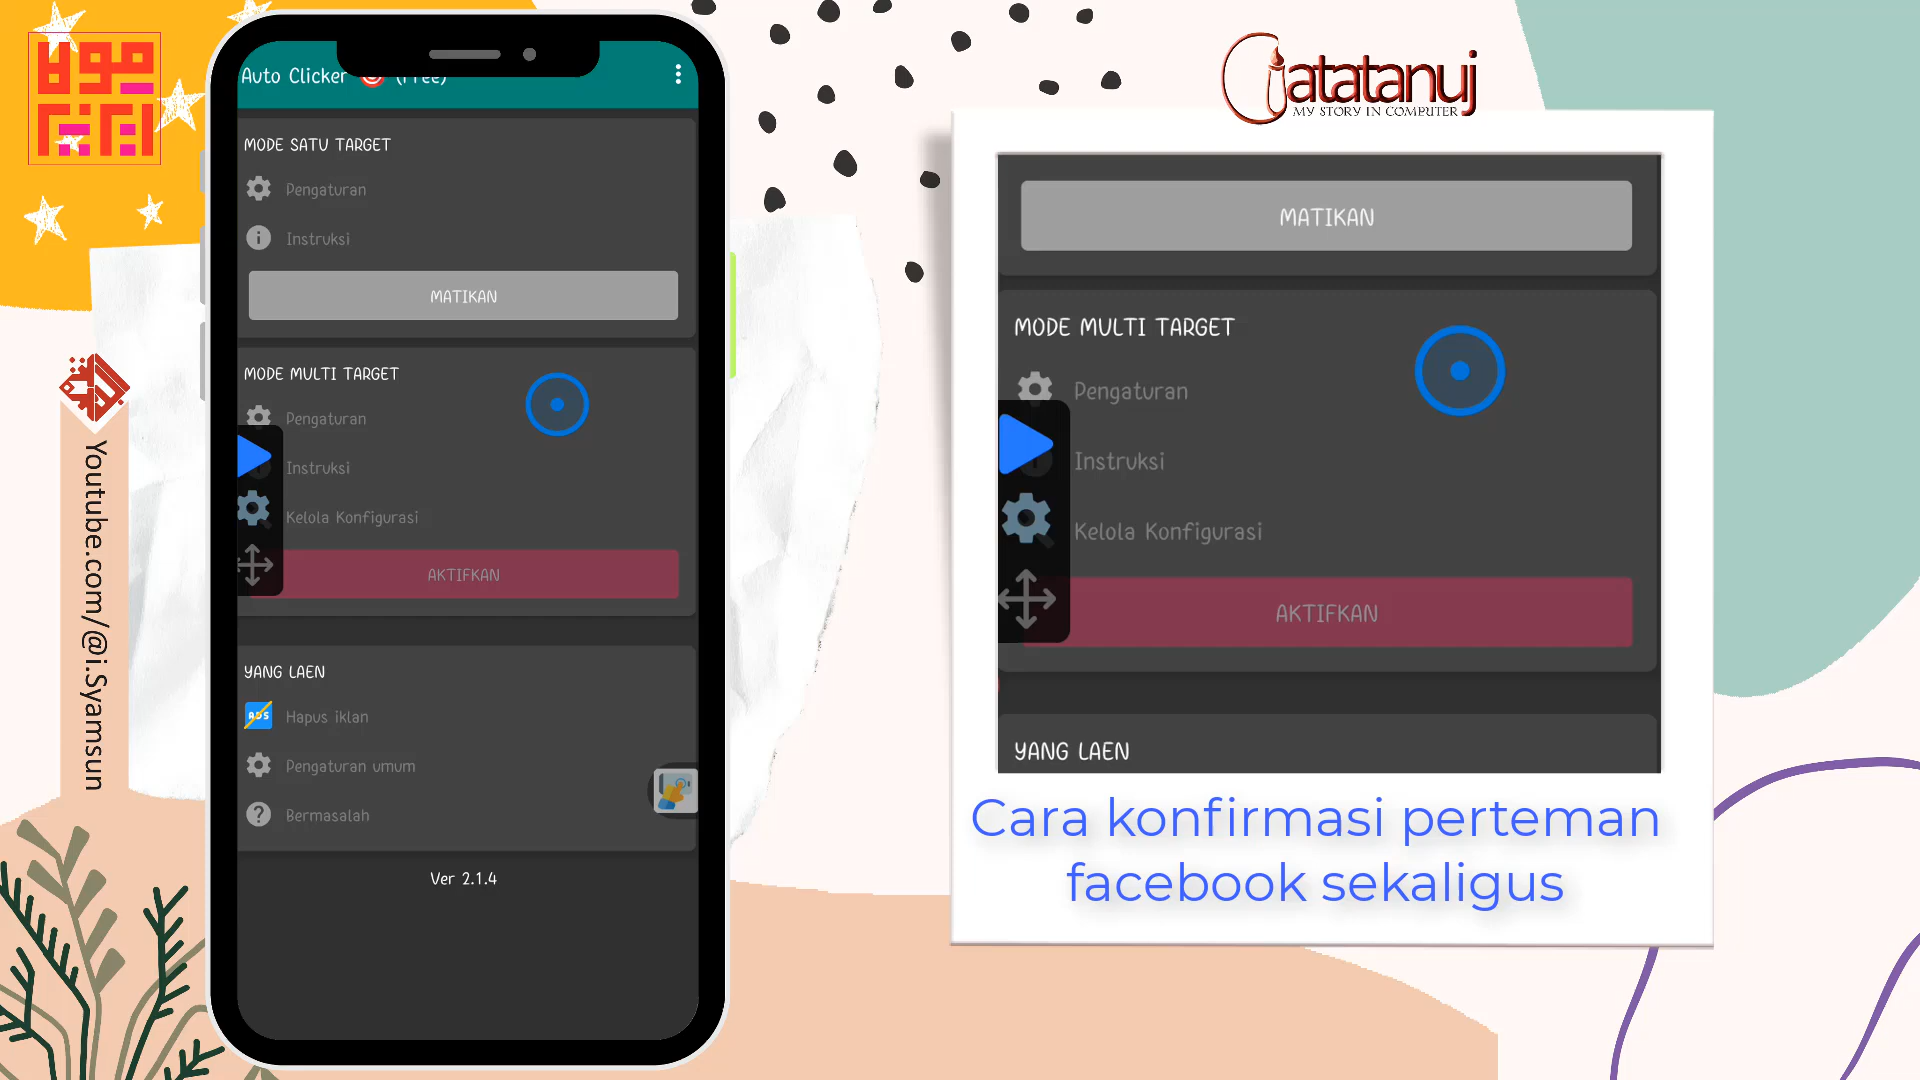 Auto Clicker (Free)
MODE SATU TARGET
Pengaturan
Instruksi
MATIKAN
MODE MULTI TARGET
Pengaturan
Instruksi
Kelola Konfigurasi
AKTIFKAN
YANG LAEN
ADS
Hapus iklan
Pengaturan umum
Bermasalah
Ver 2.1.4
Youtube.com/@i.Syamsun
Catatanuj
MY STORY IN COMPUTER
MATIKAN
MODE MULTI TARGET
Pengaturan
Instruksi
Kelola Konfigurasi
AKTIFKAN
YANG LAEN
Cara konfirmasi perteman
facebook sekaligus